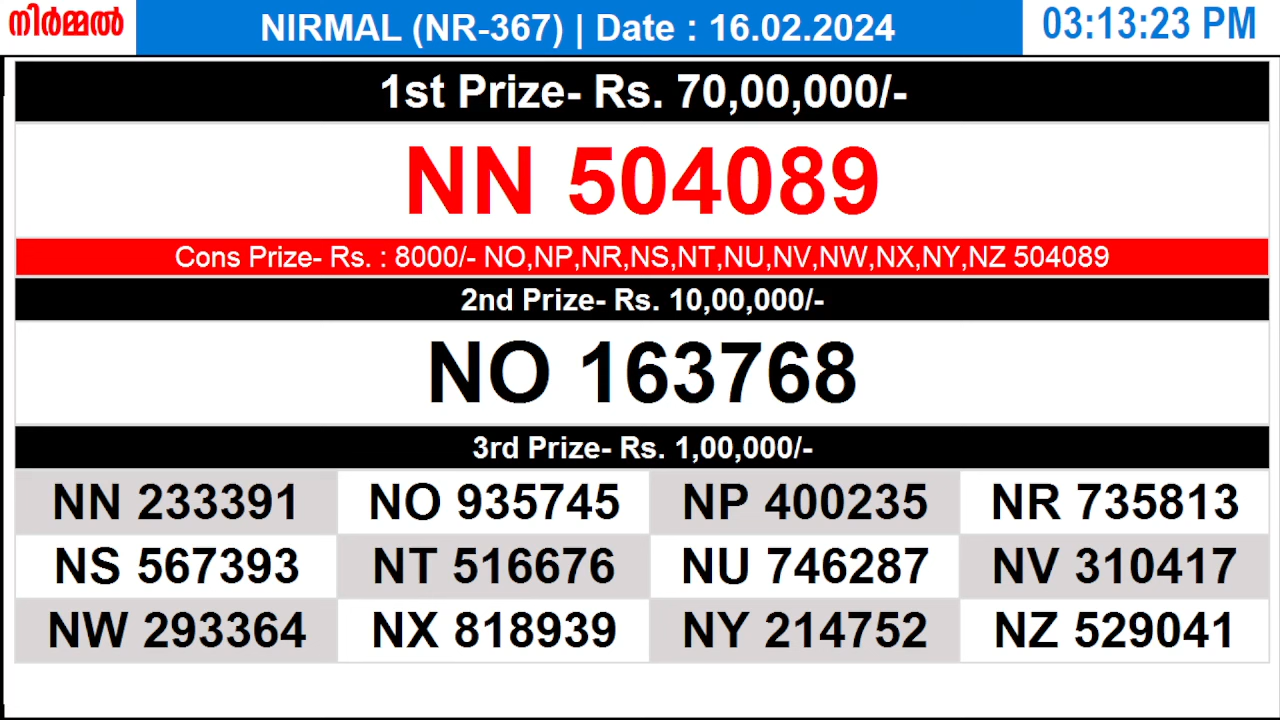 നിർമ്മൽ
NIRMAL (NR-367) | Date : 16.02.2024
03:13:23 PM
1st Prize- Rs. 70,00,000/-
NN 504089
Cons Prize- Rs. : 8000/- NO,NP,NR,NS,NT,NU,NV,NW,NX,NY,NZ 504089
2nd Prize- Rs. 10,00,000/-
NO 163768
3rd Prize- Rs. 1,00,000/-
NN 233391 NO 935745 NP 400235 NR 735813
NS 567393 NT 516676 NU 746287 NV 310417
NW 293364 NX 818939 NY 214752 NZ 529041